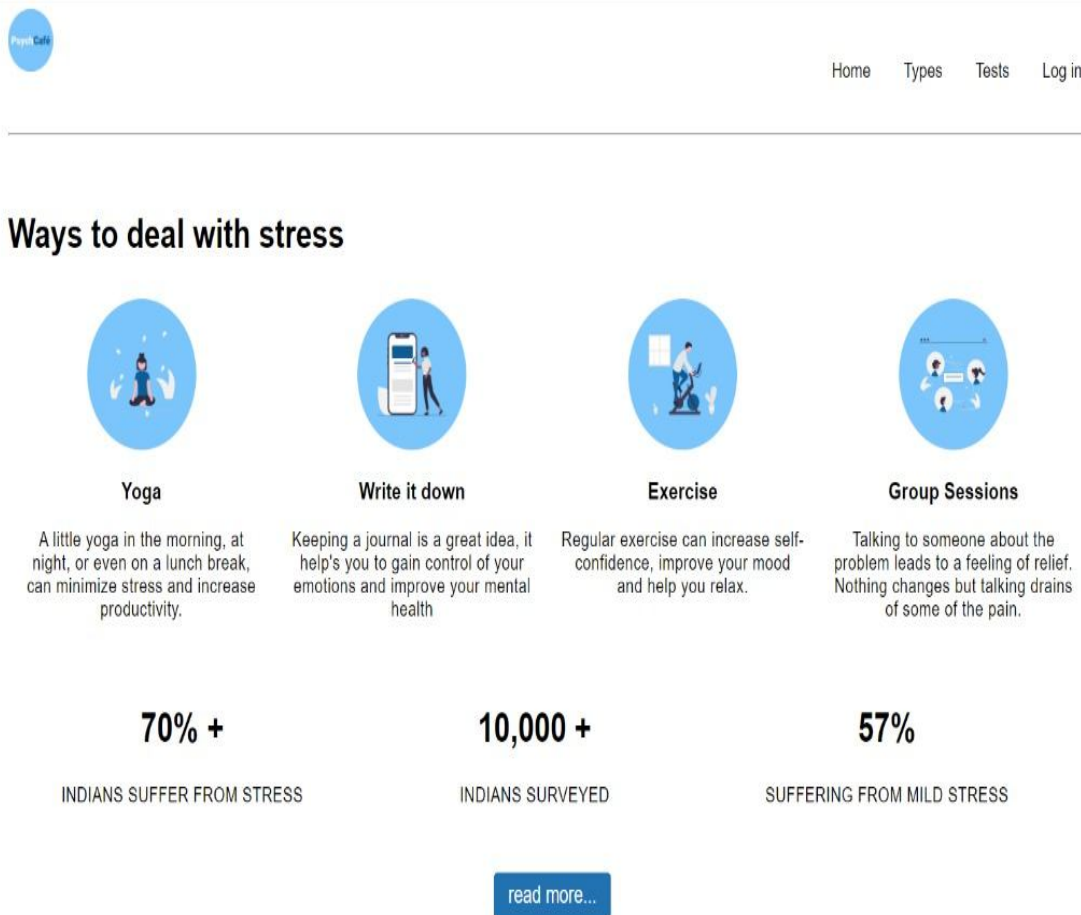 PsychCafé
Home Types Tests Log in
Ways to deal with stress
Yoga
A little yoga in the morning, at
night, or even on a lunch break,
can minimize stress and increase
productivity.
Write it down
Keeping a journal is a great idea, it
help's you to gain control of your
emotions and improve your mental
health
Exercise
Regular exercise can increase self-
confidence, improve your mood
and help you relax.
Group Sessions
Talking to someone about the
problem leads to a feeling of relief.
Nothing changes but talking drains
of some of the pain.
70% +
INDIANS SUFFER FROM STRESS
10,000 +
INDIANS SURVEYED
57%
SUFFERING FROM MILD STRESS
read more...